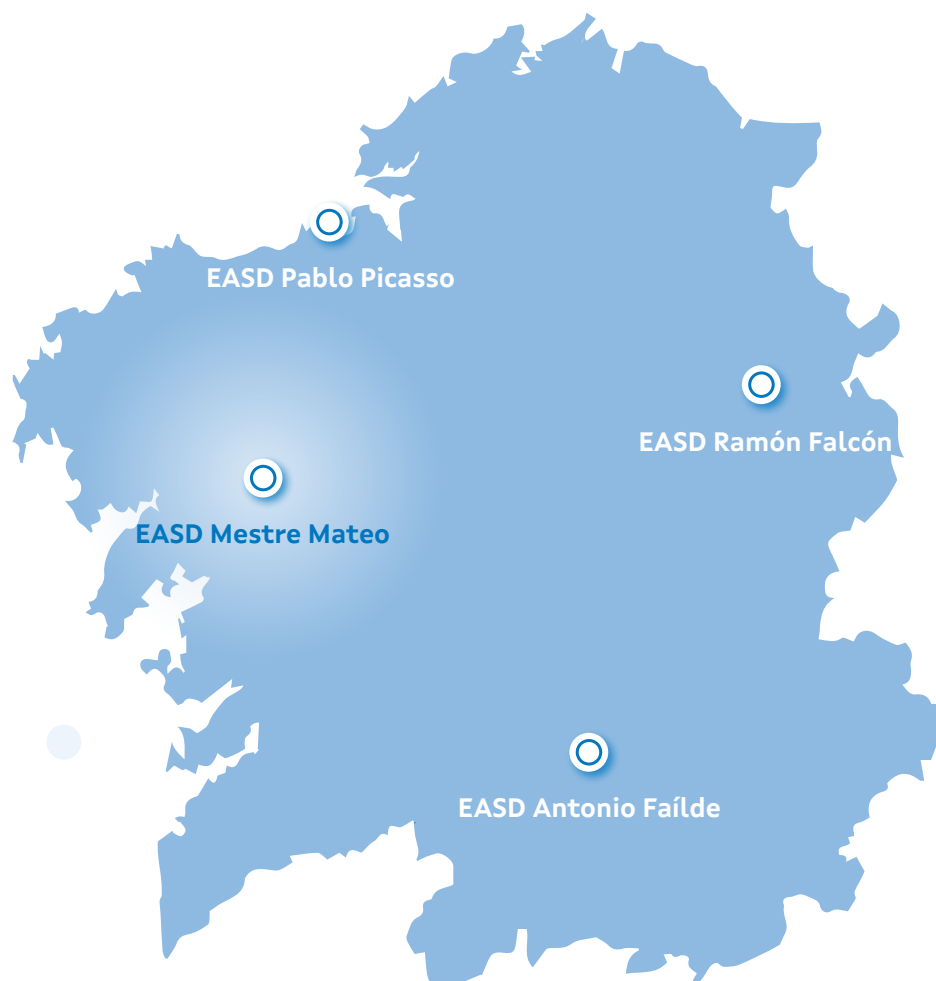 EASD Pablo Picasso
EASD Ramón Falcón
EASD Mestre Mateo
EASD Antonio Faílde